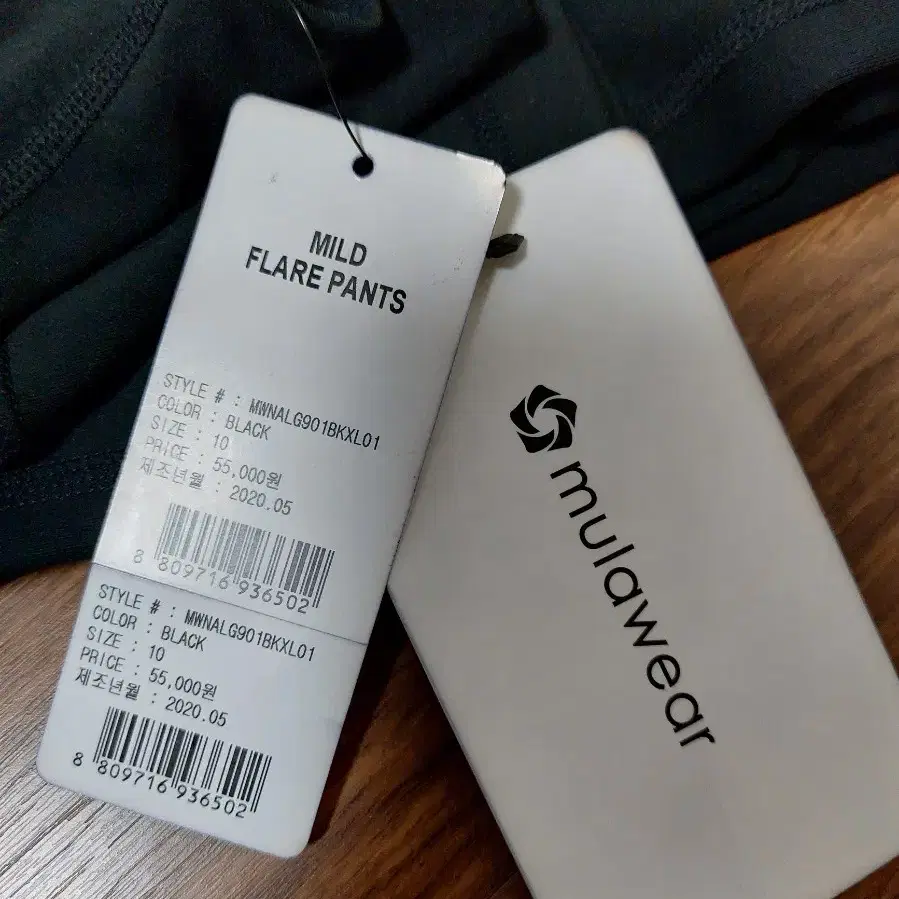 MILD
FLARE PANTS
STYLE # : MWNALG901BKXL01
COLOR : BLACK
SIZE : 10
PRICE : 55,000원
제조년월 : 2020.05
8 809716 936502
STYLE # : MWNALG901BKXL01
COLOR : BLACK
SIZE : 10
PRICE : 55,000원
제조년월 : 2020.05
8 809716 936502
mulawear